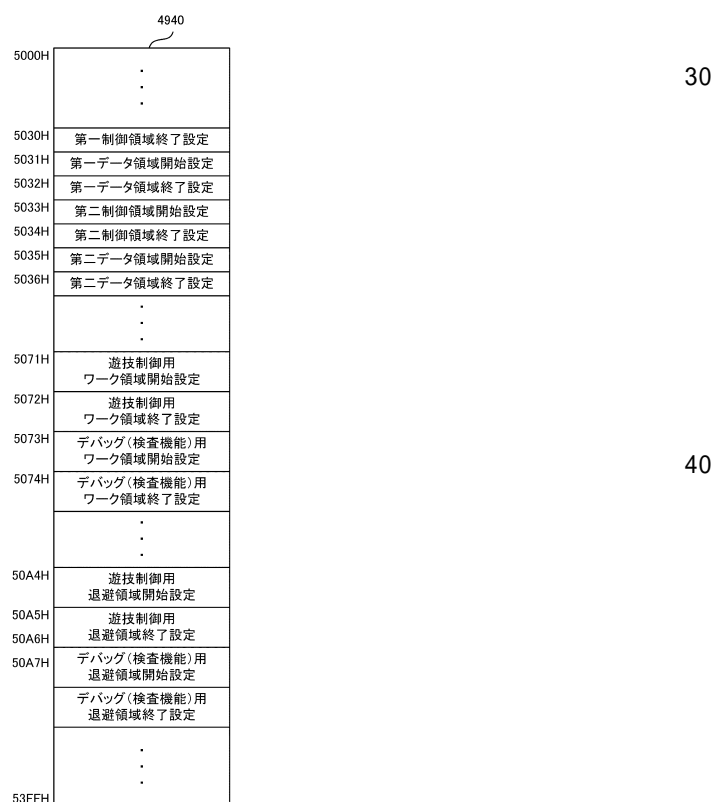 4940
5000H
30
5030H 第一制御領域終了設定
5031H 第一データ領域開始設定
5032H 第一データ領域終了設定
5033H 第二制御領域開始設定
5034H 第二制御領域終了設定
5035H 第二データ領域開始設定
5036H 第二データ領域終了設定
5071H 遊技制御用
ワーク領域開始設定
5072H 遊技制御用
ワーク領域終了設定
5073H デバッグ(検査機能)用
ワーク領域開始設定
40
5074H デバッグ(検査機能)用
ワーク領域終了設定
50A4H 遊技制御用
退避領域開始設定
50A5H 遊技制御用
50A6H 退避領域終了設定
50A7H デバッグ(検査機能)用
退避領域開始設定
デバッグ(検査機能)用
退避領域終了設定
53FFH